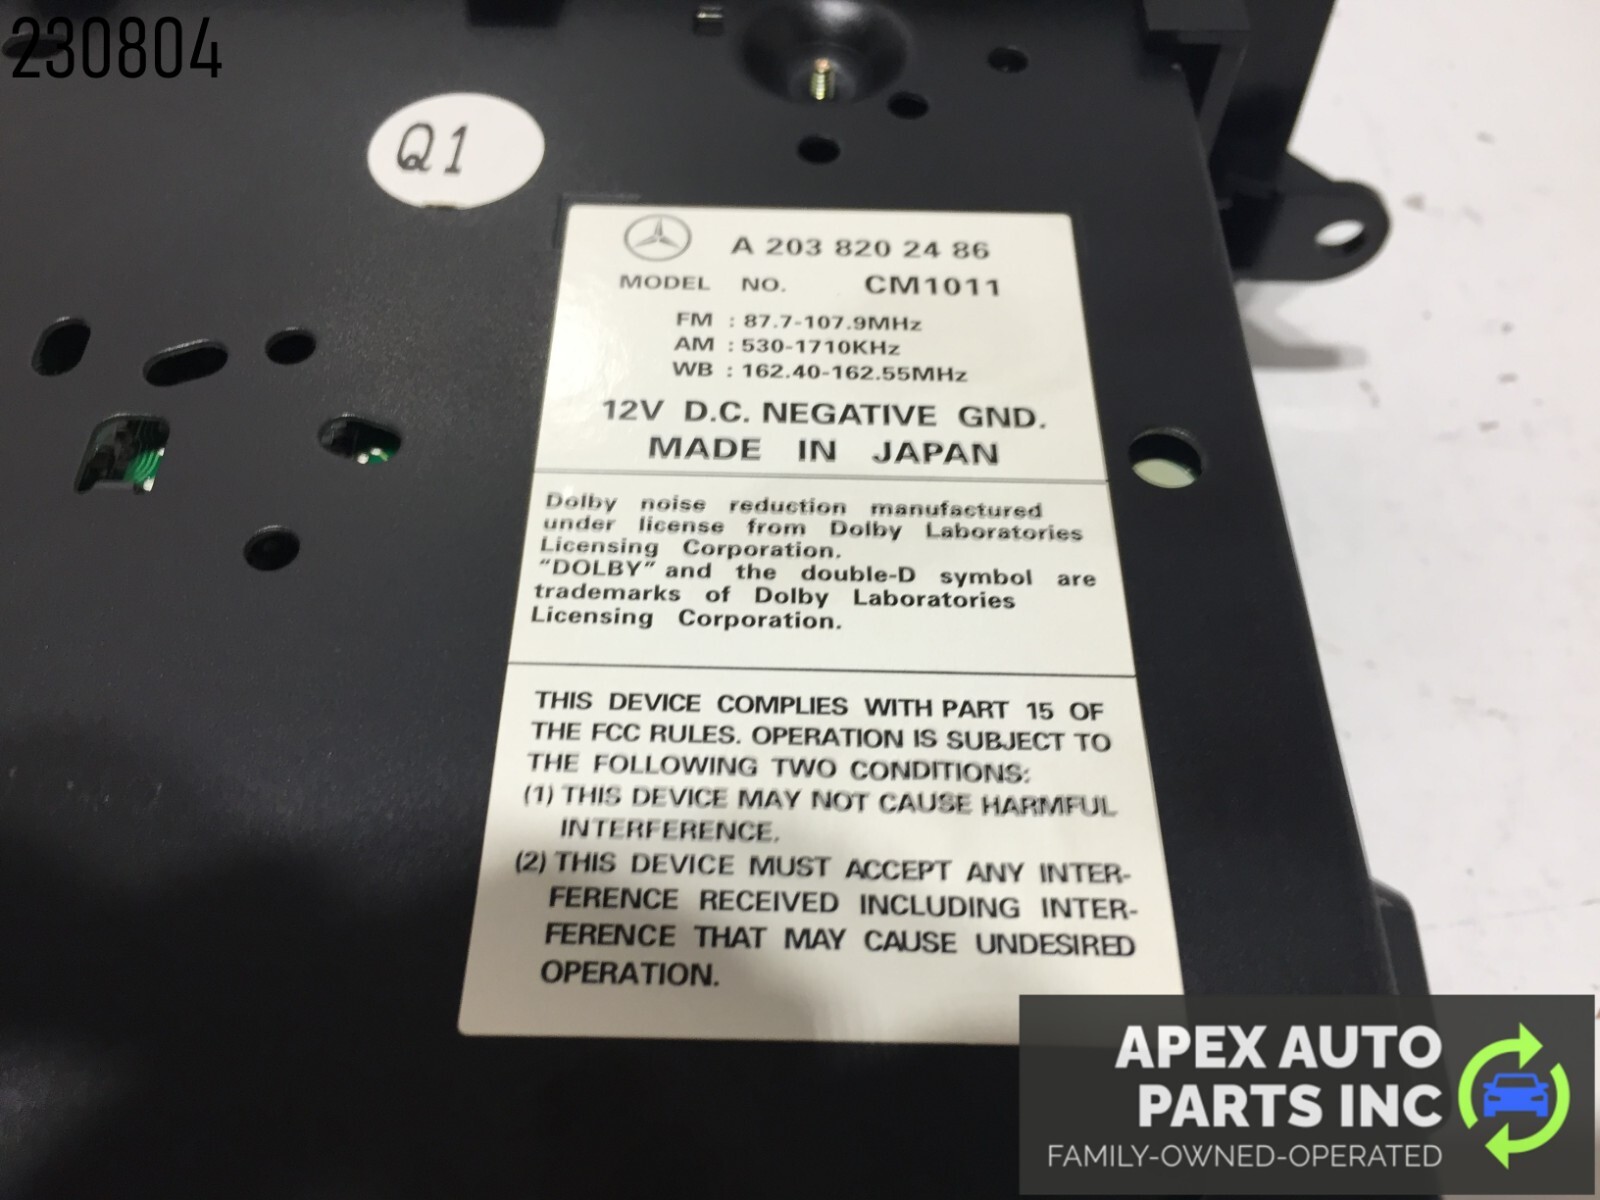 230804
Q1
A 203 820 24 86
MODEL NO. CM1011
FM : 87.7-107.9MHz
AM : 530-1710KHz
WB : 162.40-162.55MHz
12V D.C. NEGATIVE GND.
MADE IN JAPAN
Dolby noise reduction manufactured
under license from Dolby Laboratories
Licensing Corporation.
"DOLBY" and the double-D symbol are
trademarks of Dolby Laboratories
Licensing Corporation.
THIS DEVICE COMPLIES WITH PART 15 OF
THE FCC RULES. OPERATION IS SUBJECT TO
THE FOLLOWING TWO CONDITIONS:
(1) THIS DEVICE MAY NOT CAUSE HARMFUL
INTERFERENCE.
(2) THIS DEVICE MUST ACCEPT ANY INTER-
FERENCE RECEIVED INCLUDING INTER-
FERENCE THAT MAY CAUSE UNDESIRED
OPERATION.
APEX AUTO
PARTS INC
FAMILY-OWNED-OPERATED